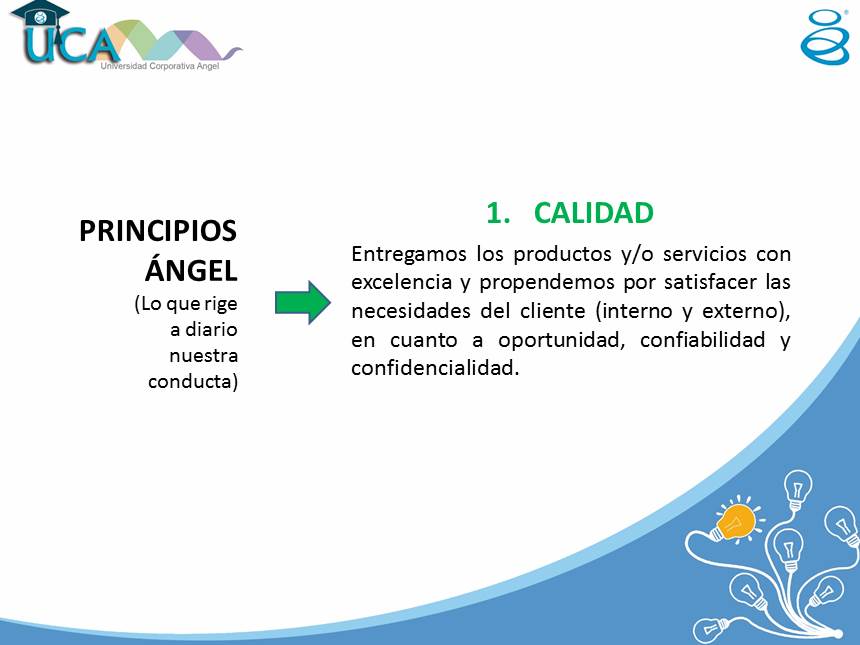 UCA
Universidad Corporativa Angel
PRINCIPIOS
ÁNGEL
(Lo que rige
a diario
nuestra
conducta)
1. CALIDAD
Entregamos los productos y/o servicios con
excelencia y propendemos por satisfacer las
necesidades del cliente (interno y externo),
en cuanto a oportunidad, confiabilidad y
confidencialidad.